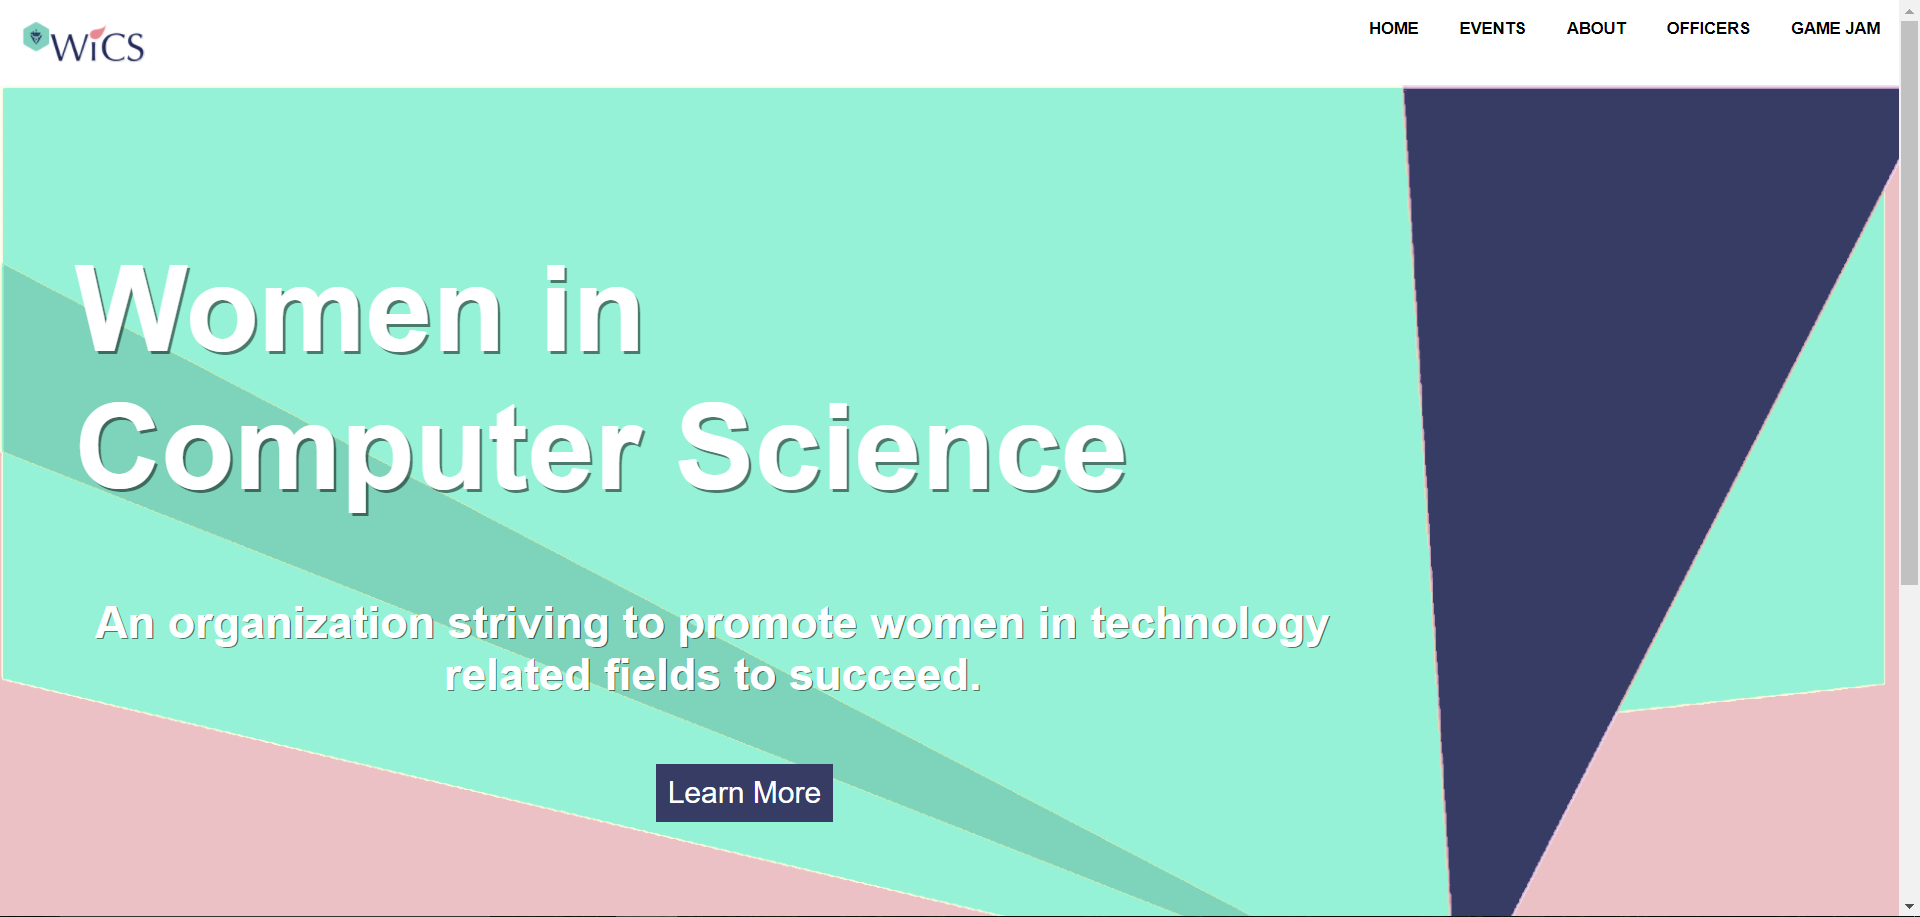 WiCS
HOME EVENTS ABOUT OFFICERS GAME JAM
Women in
Computer Science
An organization striving to promote women in technology
related fields to succeed.
Learn More